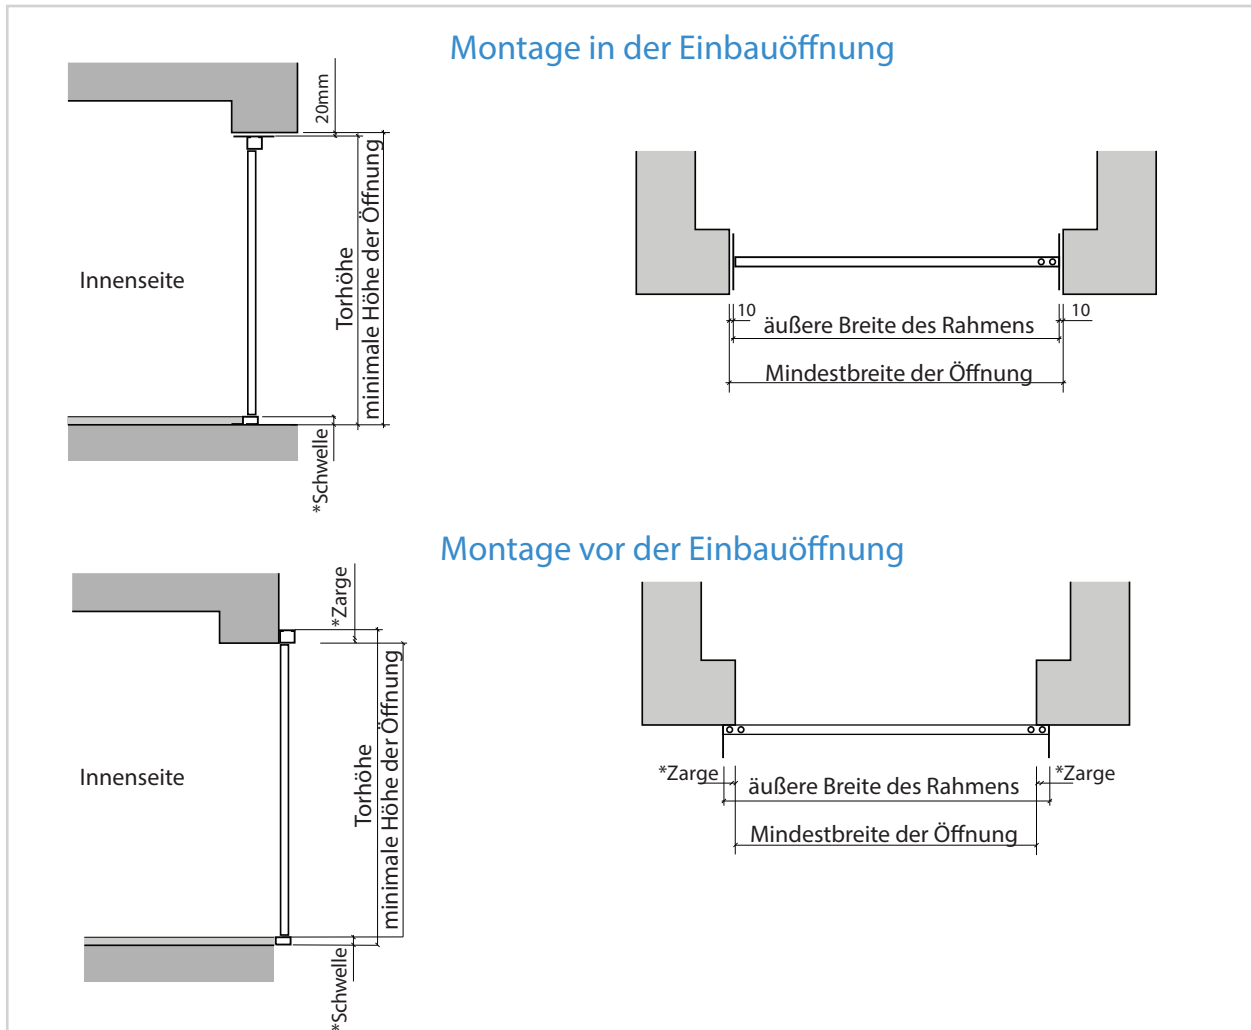 Montage in der Einbauöffnung
20mm
Innenseite
Torhöhe
minimale Höhe der Öffnung
*Schwelle
10
äußere Breite des Rahmens
10
Mindestbreite der Öffnung
Montage vor der Einbauöffnung
*Zarge
Innenseite
Torhöhe
minimale Höhe der Öffnung
*Schwelle
*Zarge
äußere Breite des Rahmens
*Zarge
Mindestbreite der Öffnung